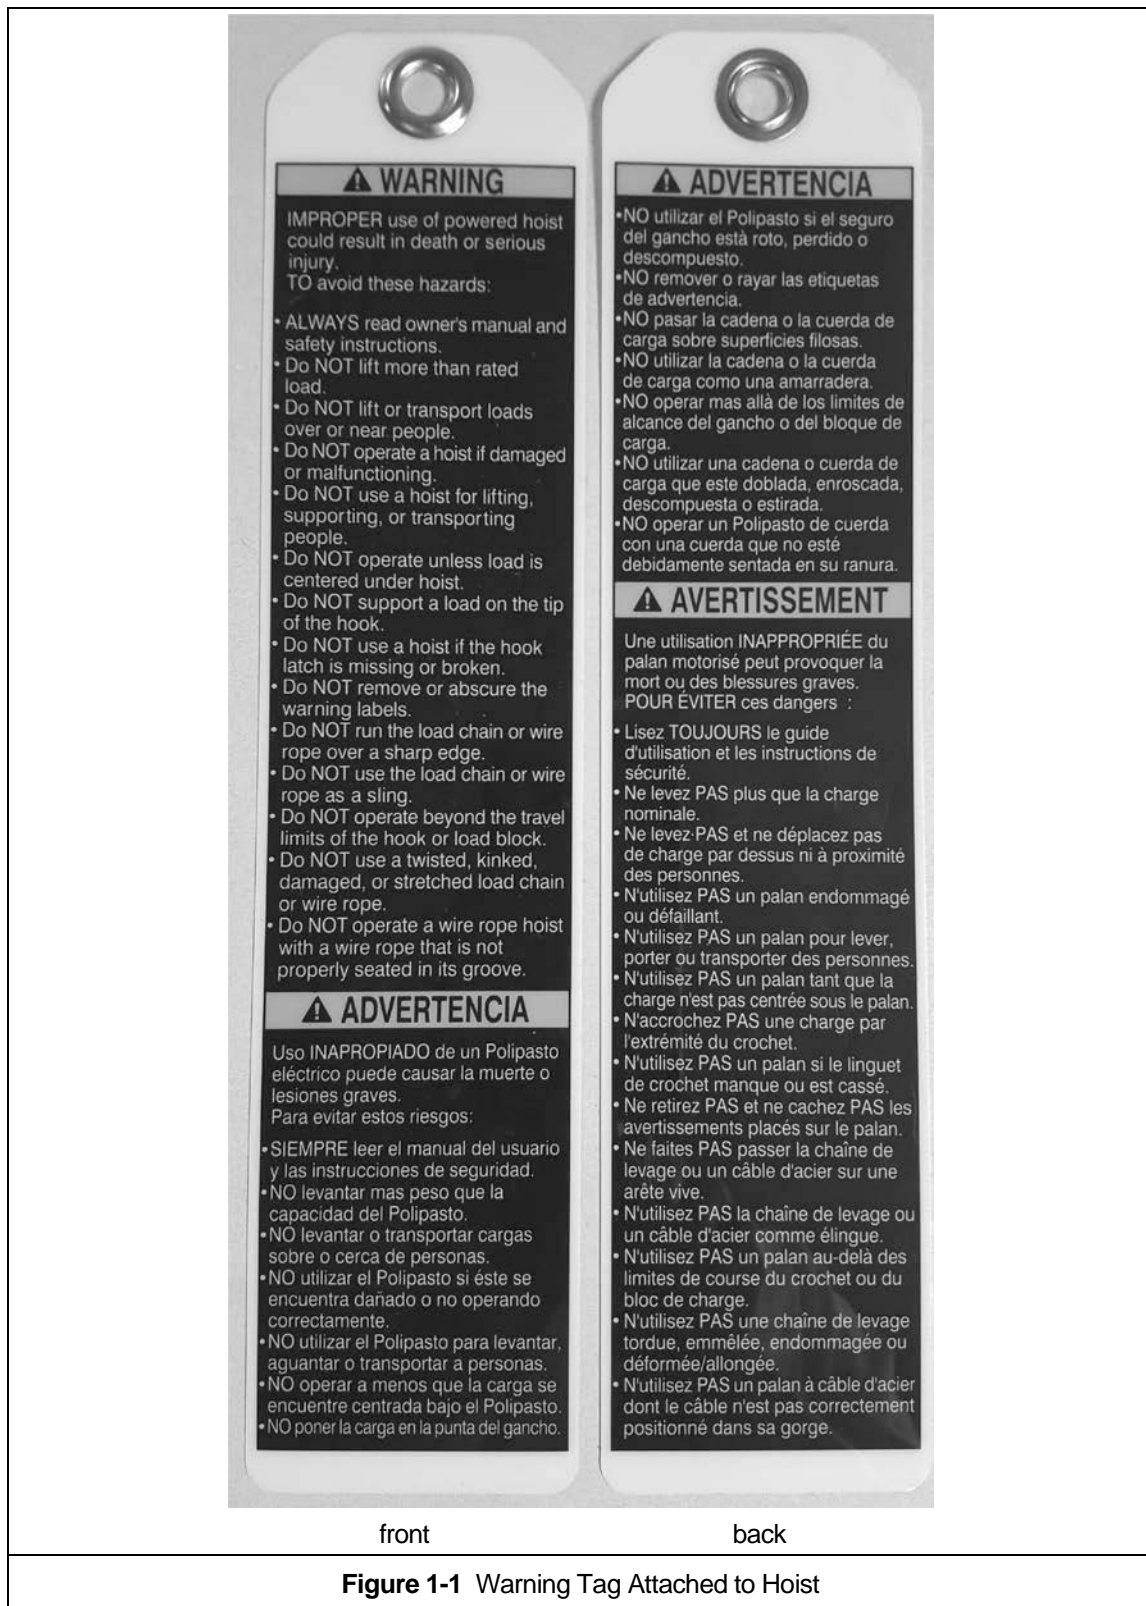 WARNING
IMPROPER use of powered hoist
could result in death or serious
injury.
TO avoid these hazards:
• ALWAYS read owner's manual and
safety instructions.
• Do NOT lift more than rated
load.
• Do NOT lift or transport loads
over or near people.
• Do NOT operate a hoist if damaged
or malfunctioning.
• Do NOT use a hoist for lifting,
supporting, or transporting
people.
• Do NOT operate unless load is
centered under hoist.
• Do NOT support a load on the tip
of the hook.
• Do NOT use a hoist if the hook
latch is missing or broken.
• Do NOT remove or abscure the
warning labels.
• Do NOT run the load chain or wire
rope over a sharp edge.
• Do NOT use the load chain or wire
rope as a sling.
• Do NOT operate beyond the travel
limits of the hook or load block.
• Do NOT use a twisted, kinked,
damaged, or stretched load chain
or wire rope.
• Do NOT operate a wire rope hoist
with a wire rope that is not
properly seated in its groove.
ADVERTENCIA
Uso INAPROPIADO de un Polipasto
eléctrico puede causar la muerte o
lesiones graves.
Para evitar estos riesgos:
•SIEMPRE leer el manual del usuario
y las instrucciones de seguridad.
•NO levantar mas peso que la
capacidad del Polipasto.
•NO levantar o transportar cargas
sobre o cerca de personas.
•NO utilizar el Polipasto si éste se
encuentra dañado o no operando
correctamente.
•NO utilizar el Polipasto para levantar,
aguantar o transportar a personas.
•NO operar a menos que la carga se
encuentre centrada bajo el Polipasto.
•NO poner la carga en la punta del gancho.
front
ADVERTENCIA
•NO utilizar el Polipasto si el seguro
del gancho està roto, perdido o
descompuesto.
•NO remover o rayar las etiquetas
de advertencia.
•NO pasar la cadena o la cuerda de
carga sobre superficies filosas.
•NO utilizar la cadena o la cuerda
de carga como una amarradera.
•NO operar mas allà de los limites de
alcance del gancho o del bloque de
carga.
•NO utilizar una cadena o cuerda de
carga que este doblada, enroscada,
descompuesta o estirada.
•NO operar un Polipasto de cuerda
con una cuerda que no esté
debidamente sentada en su ranura.
AVERTISSEMENT
Une utilisation INAPPROPRIÉE du
palan motorisé peut provoquer la
mort ou des blessures graves.
POUR ÉVITER ces dangers :
• Lisez TOUJOURS le guide
d'utilisation et les instructions de
sécurité.
• Ne levez PAS plus que la charge
nominale.
• Ne levez PAS et ne déplacez pas
de charge par dessus ni à proximité
des personnes.
• N'utilisez PAS un palan endommagé
ou défaillant.
• N'utilisez PAS un palan pour lever,
porter ou transporter des personnes.
• N'utilisez PAS un palan tant que la
charge n'est pas centrée sous le palan.
• N'accrochez PAS une charge par
l'extrémité du crochet.
• N'utilisez PAS un palan si le linguet
de crochet manque ou est cassé.
• Ne retirez PAS et ne cachez PAS les
avertissements placés sur le palan.
• Ne faites PAS passer la chaîne de
levage ou un câble d'acier sur une
arête vive.
• N'utilisez PAS la chaîne de levage ou
un câble d'acier comme élingue.
• N'utilisez PAS un palan au-delà des
limites de course du crochet ou du
bloc de charge.
• N'utilisez PAS une chaîne de levage
tordue, emmêlée, endommagée ou
déformée/allongée.
• N'utilisez PAS un palan à câble d'acier
dont le câble n'est pas correctement
positionné dans sa gorge.
back
Figure 1-1 Warning Tag Attached to Hoist